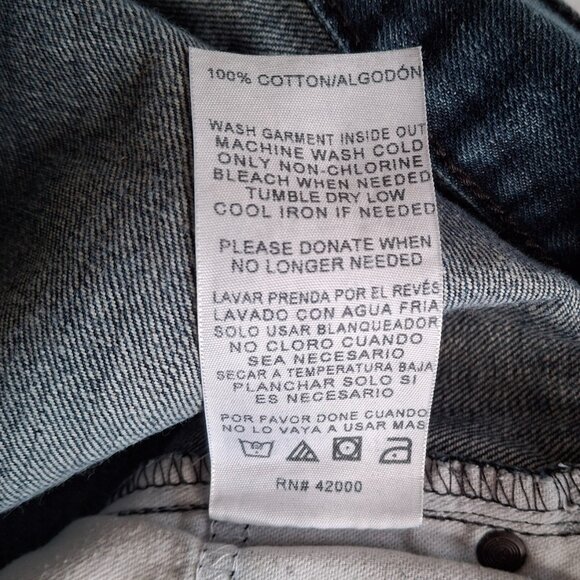 100% COTTON/ALGODÓN
WASH GARMENT INSIDE OUT
MACHINE WASH COLD
ONLY NON-CHLORINE
BLEACH WHEN NEEDED
TUMBLE DRY LOW
COOL IRON IF NEEDED
PLEASE DONATE WHEN
NO LONGER NEEDED
LAVAR PRENDA POR EL REVÉS
LAVADO CON AGUA FRIA
SOLO USAR BLANQUEADOR
NO CLORO CUANDO
SEA NECESARIO
SECAR A TEMPERATURA BAJA
PLANCHAR SOLO SI
ES NECESARIO
POR FAVOR DONE CUANDO
NO LO VAYA A USAR MAS
RN# 42000